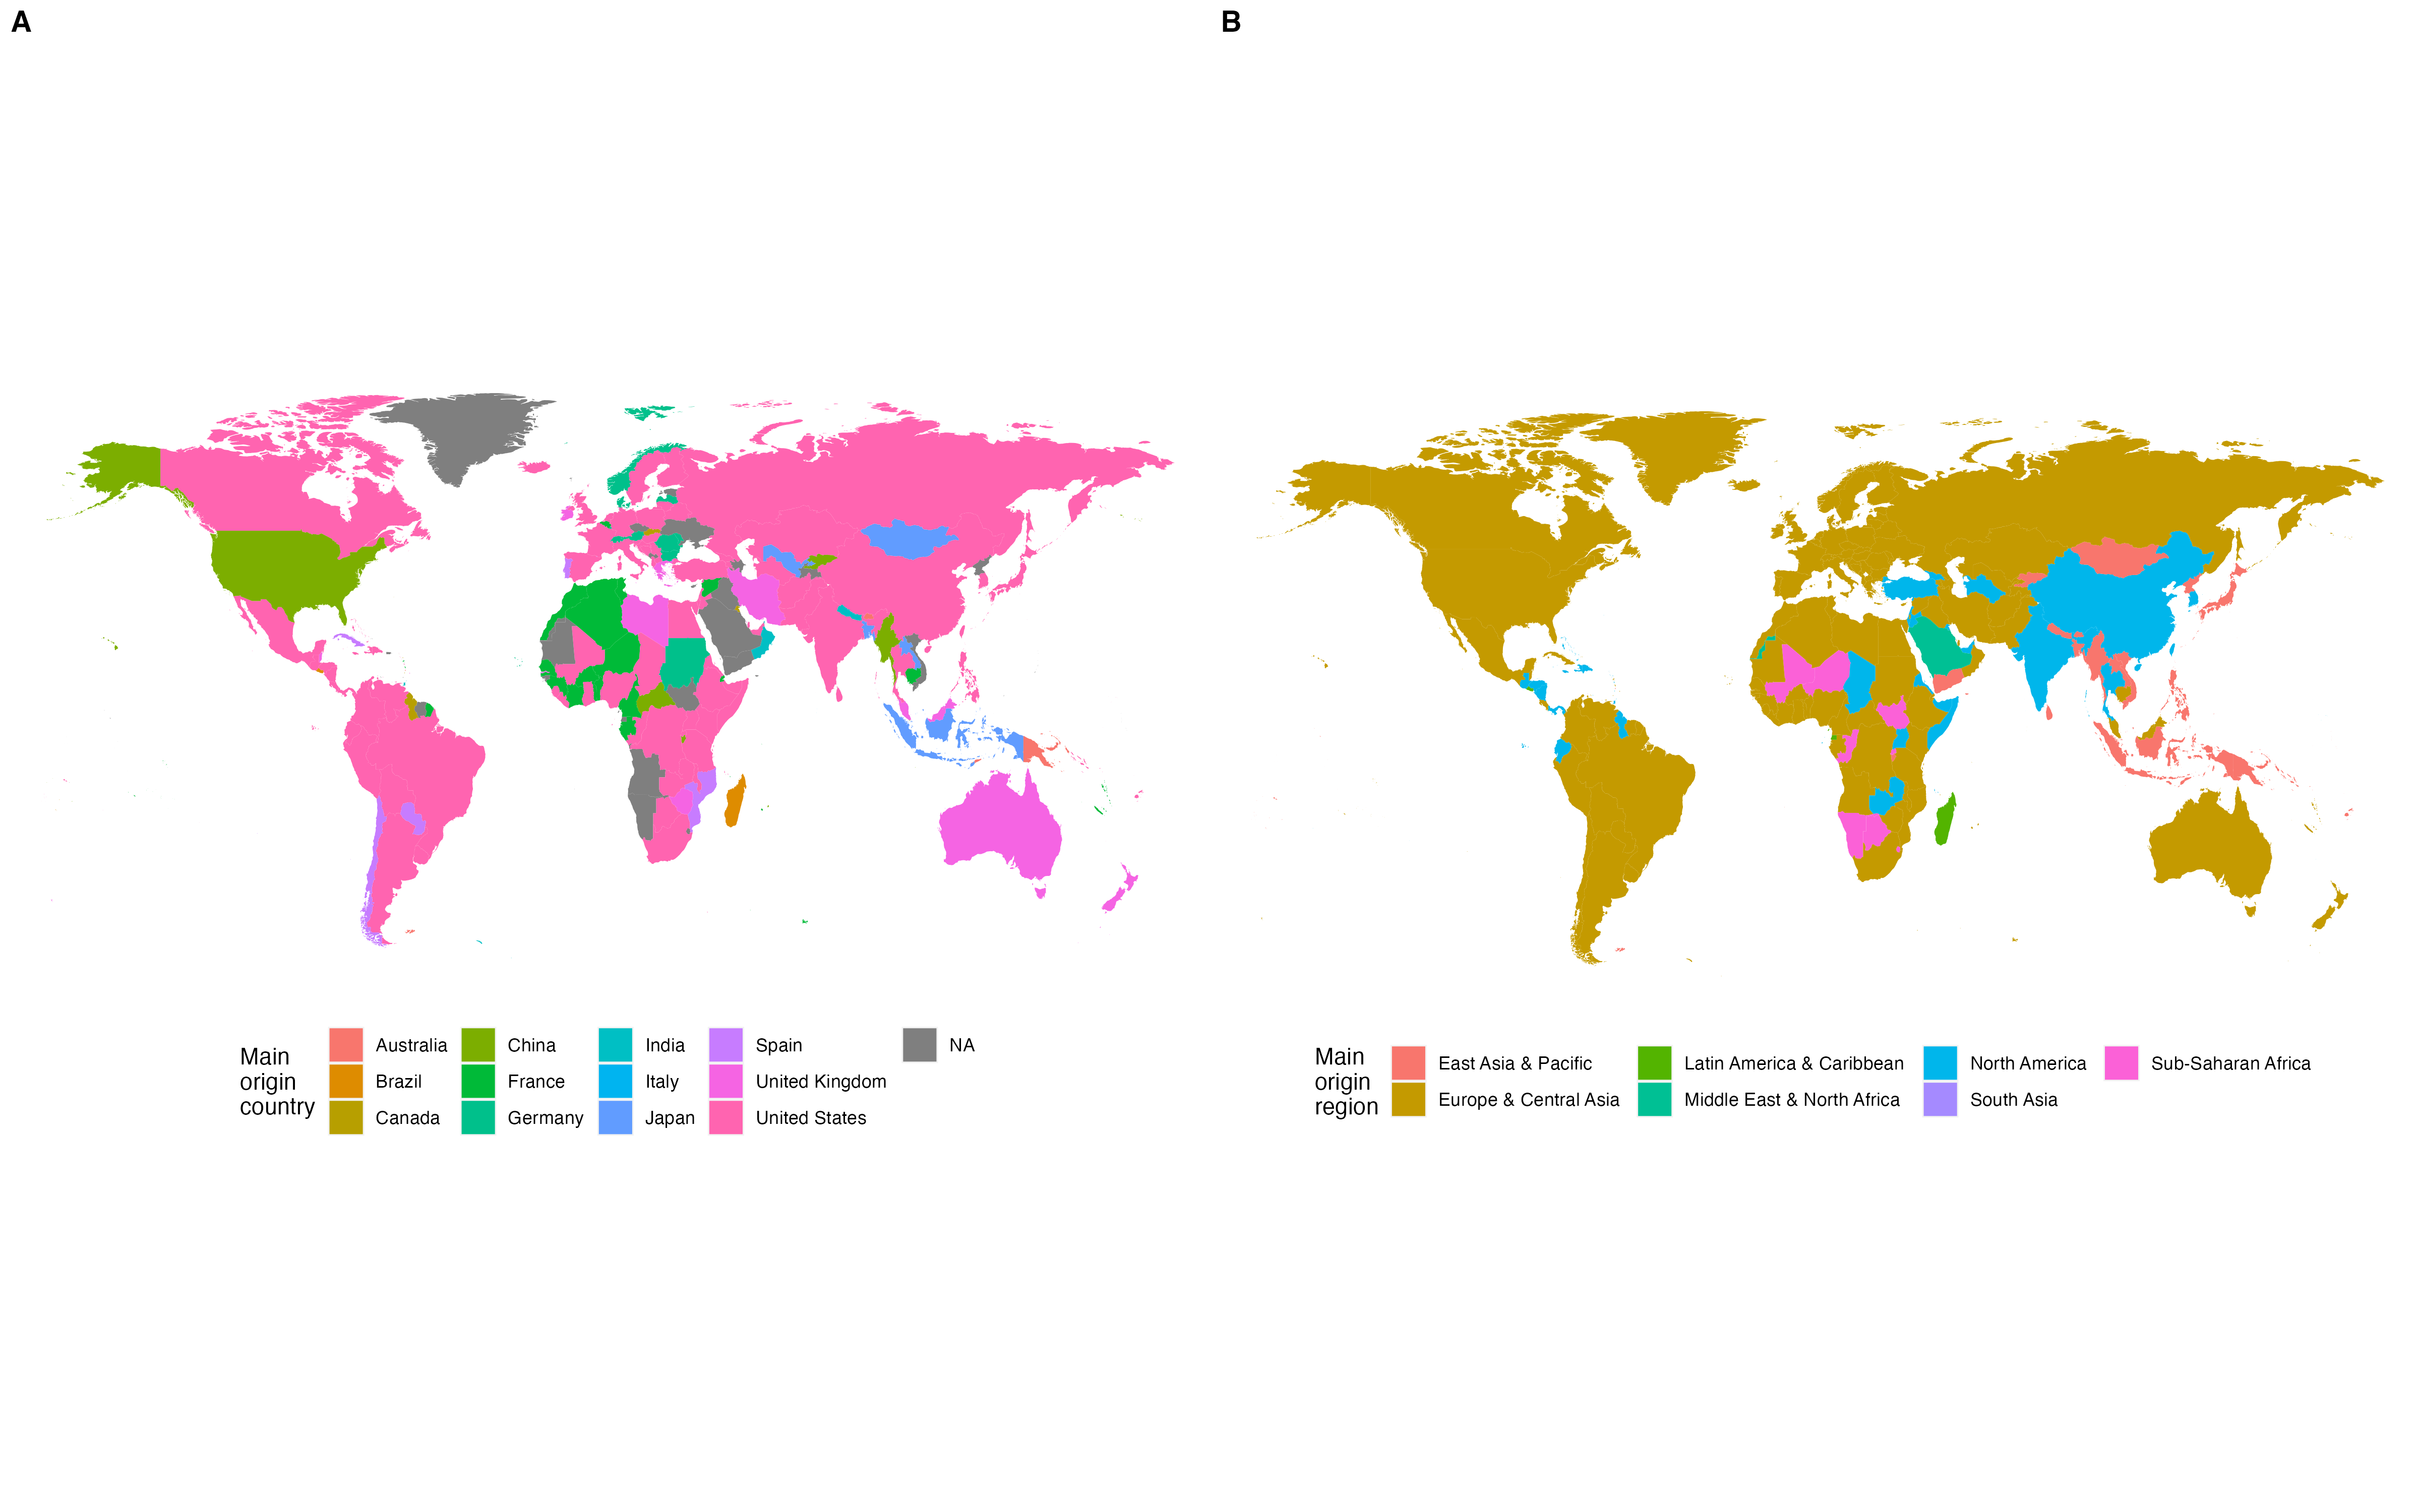 A
B
Main
origin
country
Australia
China
India
Spain
NA
Brazil
France
Italy
United Kingdom
Canada
Germany
Japan
United States
Main
origin
region
East Asia & Pacific
Latin America & Caribbean
North America
Sub-Saharan Africa
Europe & Central Asia
Middle East & North Africa
South Asia